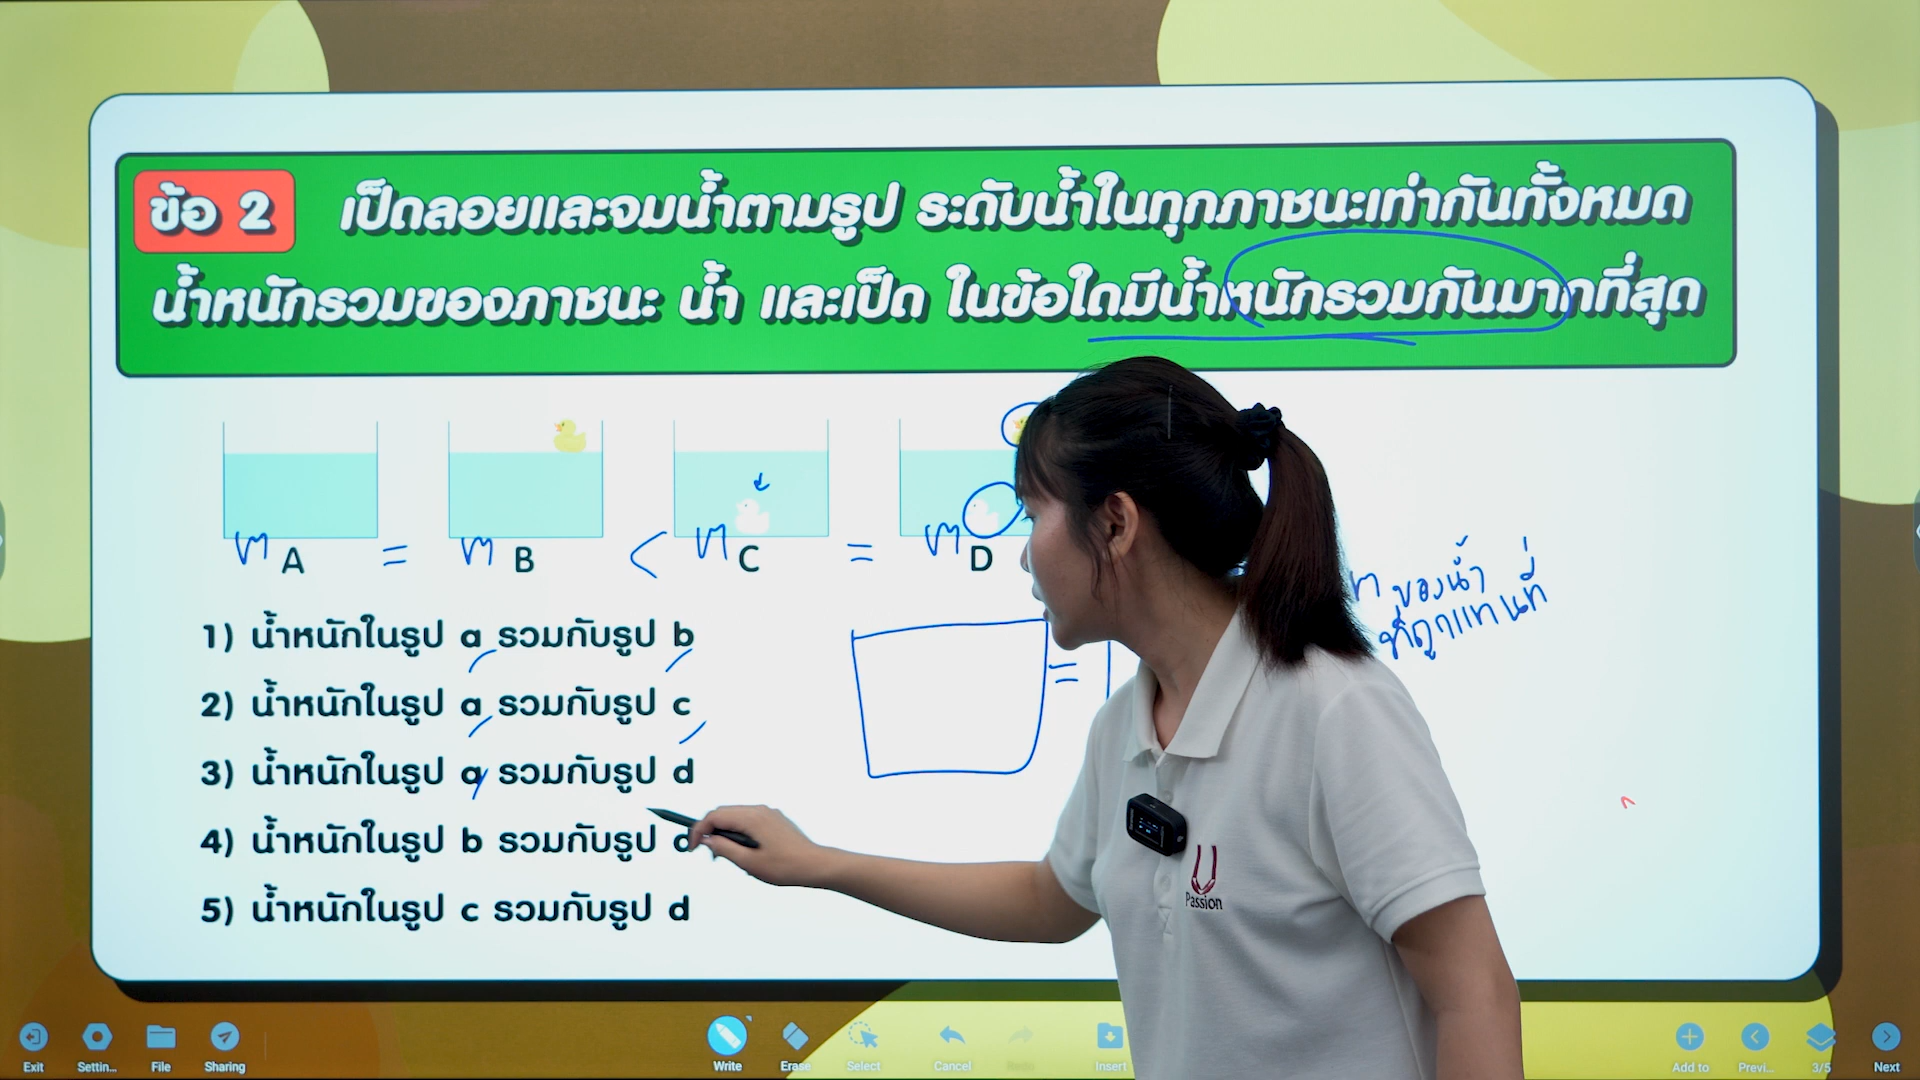 ข้อ 2 เป็ดลอยและจมน้ำตามรูป ระดับน้ำในทุกภาชนะเท่ากันทั้งหมด
น้ำหนักรวมของภาชนะ น้ำ และเป็ด ในข้อใดมีน้ำหนักรวมกันมากที่สุด
m A = m B < m C = m D
ของน้ำ
ที่ถูกแทนที่
=
1) น้ำหนักในรูป a รวมกับรูป b
2) น้ำหนักในรูป a รวมกับรูป c
3) น้ำหนักในรูป a รวมกับรูป d
4) น้ำหนักในรูป b รวมกับรูป
5) น้ำหนักในรูป c รวมกับรูป d
U
Passion
Exit Settin... File Sharing Write Erase Select Cancel Redo Insert Add to Previ... 3/5 Next